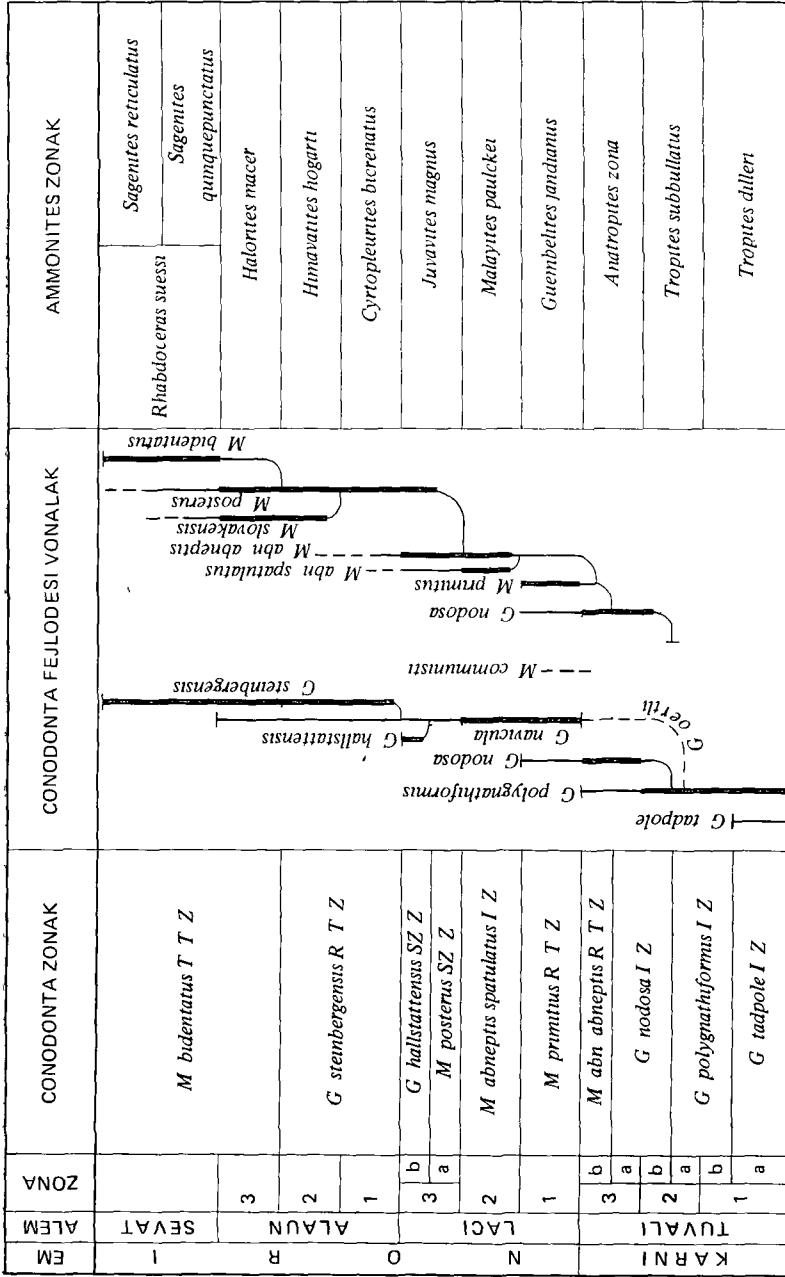 EM
ALEM
ZONA
CONODONTA ZONAK
CONODONTA FEJLODESI VONALAK
AMMONITES ZONAK
N O R I
KARNI
SEVAT
ALAUN
LACI
TUVALI
3
2
1
3
b
a
2
1
3
b
a
2
b
a
1
b
a
M bidentatus T T Z
G steinbergensis R T Z
G hallstattensis SZ Z
M posterus SZ Z
M abneptis spatulatus I Z
M primitius R T Z
M abn abneptis R T Z
G nodosa I Z
G polygnathiformis I Z
G tadpole I Z
M bidentatus
M posterus
M slovakensis
M abn abneptis
M abn spatulatus
M primitus
G nodosa
M communisti
G steinbergensis
G hallstattensis
G navicula
G oertli
G nodosa
G polygnathiformis
G tadpole
Rhabdoceras suessi
Sagenites reticulatus
Sagenites
quinquepunctatus
Halorites macer
Himavatites hogarti
Cyrtopleurites bicrenatus
Juvavites magnus
Malayites paulckei
Guembelites jandianus
Anatropites zona
Tropites subbullatus
Tropites dilleri